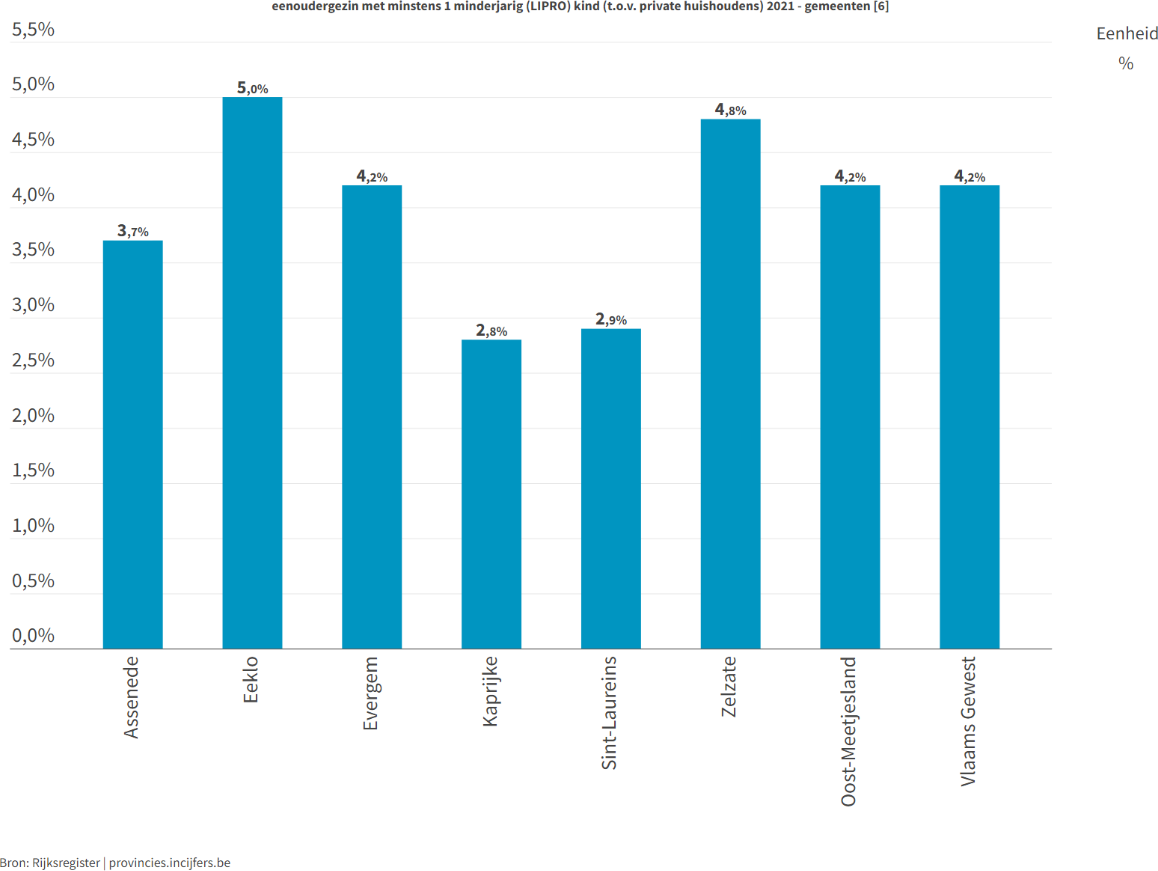 eenoudergezin met minstens 1 minderjarig (LIPRO) kind (t.o.v. private huishoudens) 2021 - gemeenten [6]
Eenheid
%
5,5%
5,0%
4,5%
4,0%
3,5%
3,0%
2,5%
2,0%
1,5%
1,0%
0,5%
0,0%
3,7%
5,0%
4,2%
2,8%
2,9%
4,8%
4,2%
4,2%
Assenede
Eeklo
Evergem
Kaprijke
Sint-Laureins
Zelzate
Oost-Meetjesland
Vlaams Gewest
Bron: Rijksregister | provincies.incijfers.be